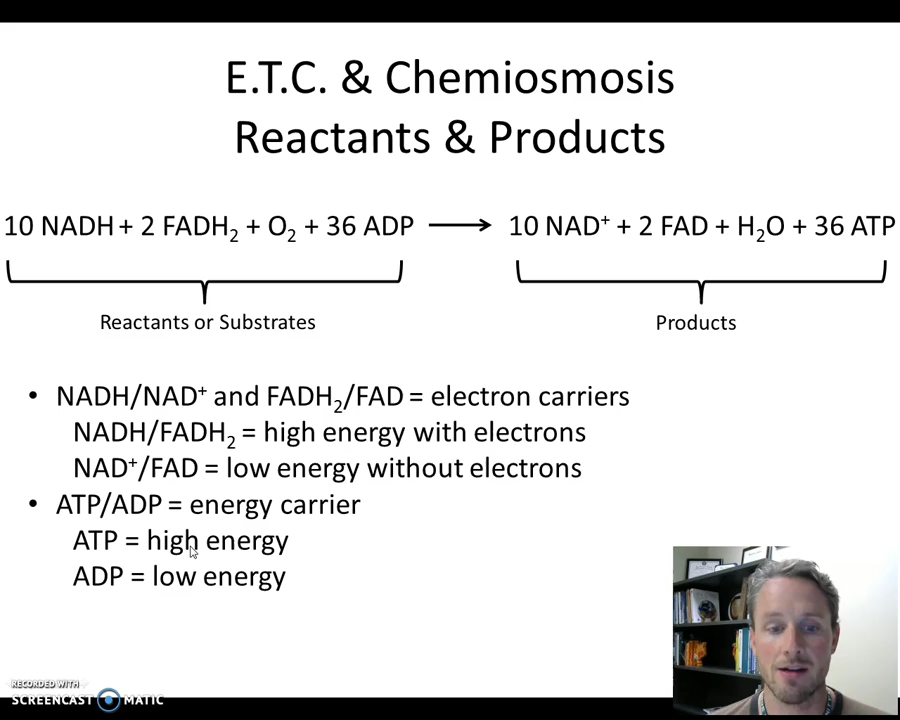 E.T.C. & Chemiosmosis
Reactants & Products
10 NADH + 2 FADH₂ + O₂ + 36 ADP ⟶ 10 NAD⁺ + 2 FAD + H₂O + 36 ATP
Reactants or Substrates
Products
• NADH/NAD⁺ and FADH₂/FAD = electron carriers
NADH/FADH₂ = high energy with electrons
NAD⁺/FAD = low energy without electrons
• ATP/ADP = energy carrier
ATP = high energy
ADP = low energy
RECORDED WITH
SCREENCAST MATIC